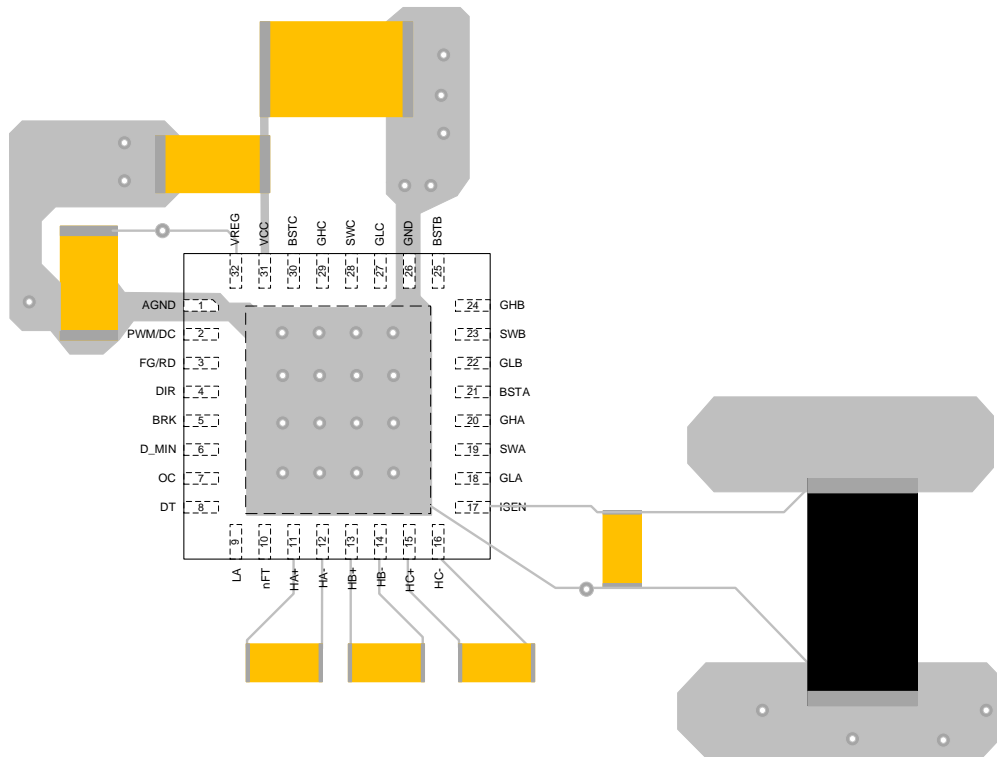 VREG VCC BSTC GHC SWC GLC GND BSTB
32 31 30 29 28 27 26 25
AGND 1 24 GHB
PWM/DC 2 23 SWB
FG/RD 3 22 GLB
DIR 4 21 BSTA
BRK 5 20 GHA
D_MIN 6 19 SWA
OC 7 18 GLA
DT 8 17 ISEN
9 10 11 12 13 14 15 16
LA nFT HA+ HA- HB+ HB- HC+ HC-